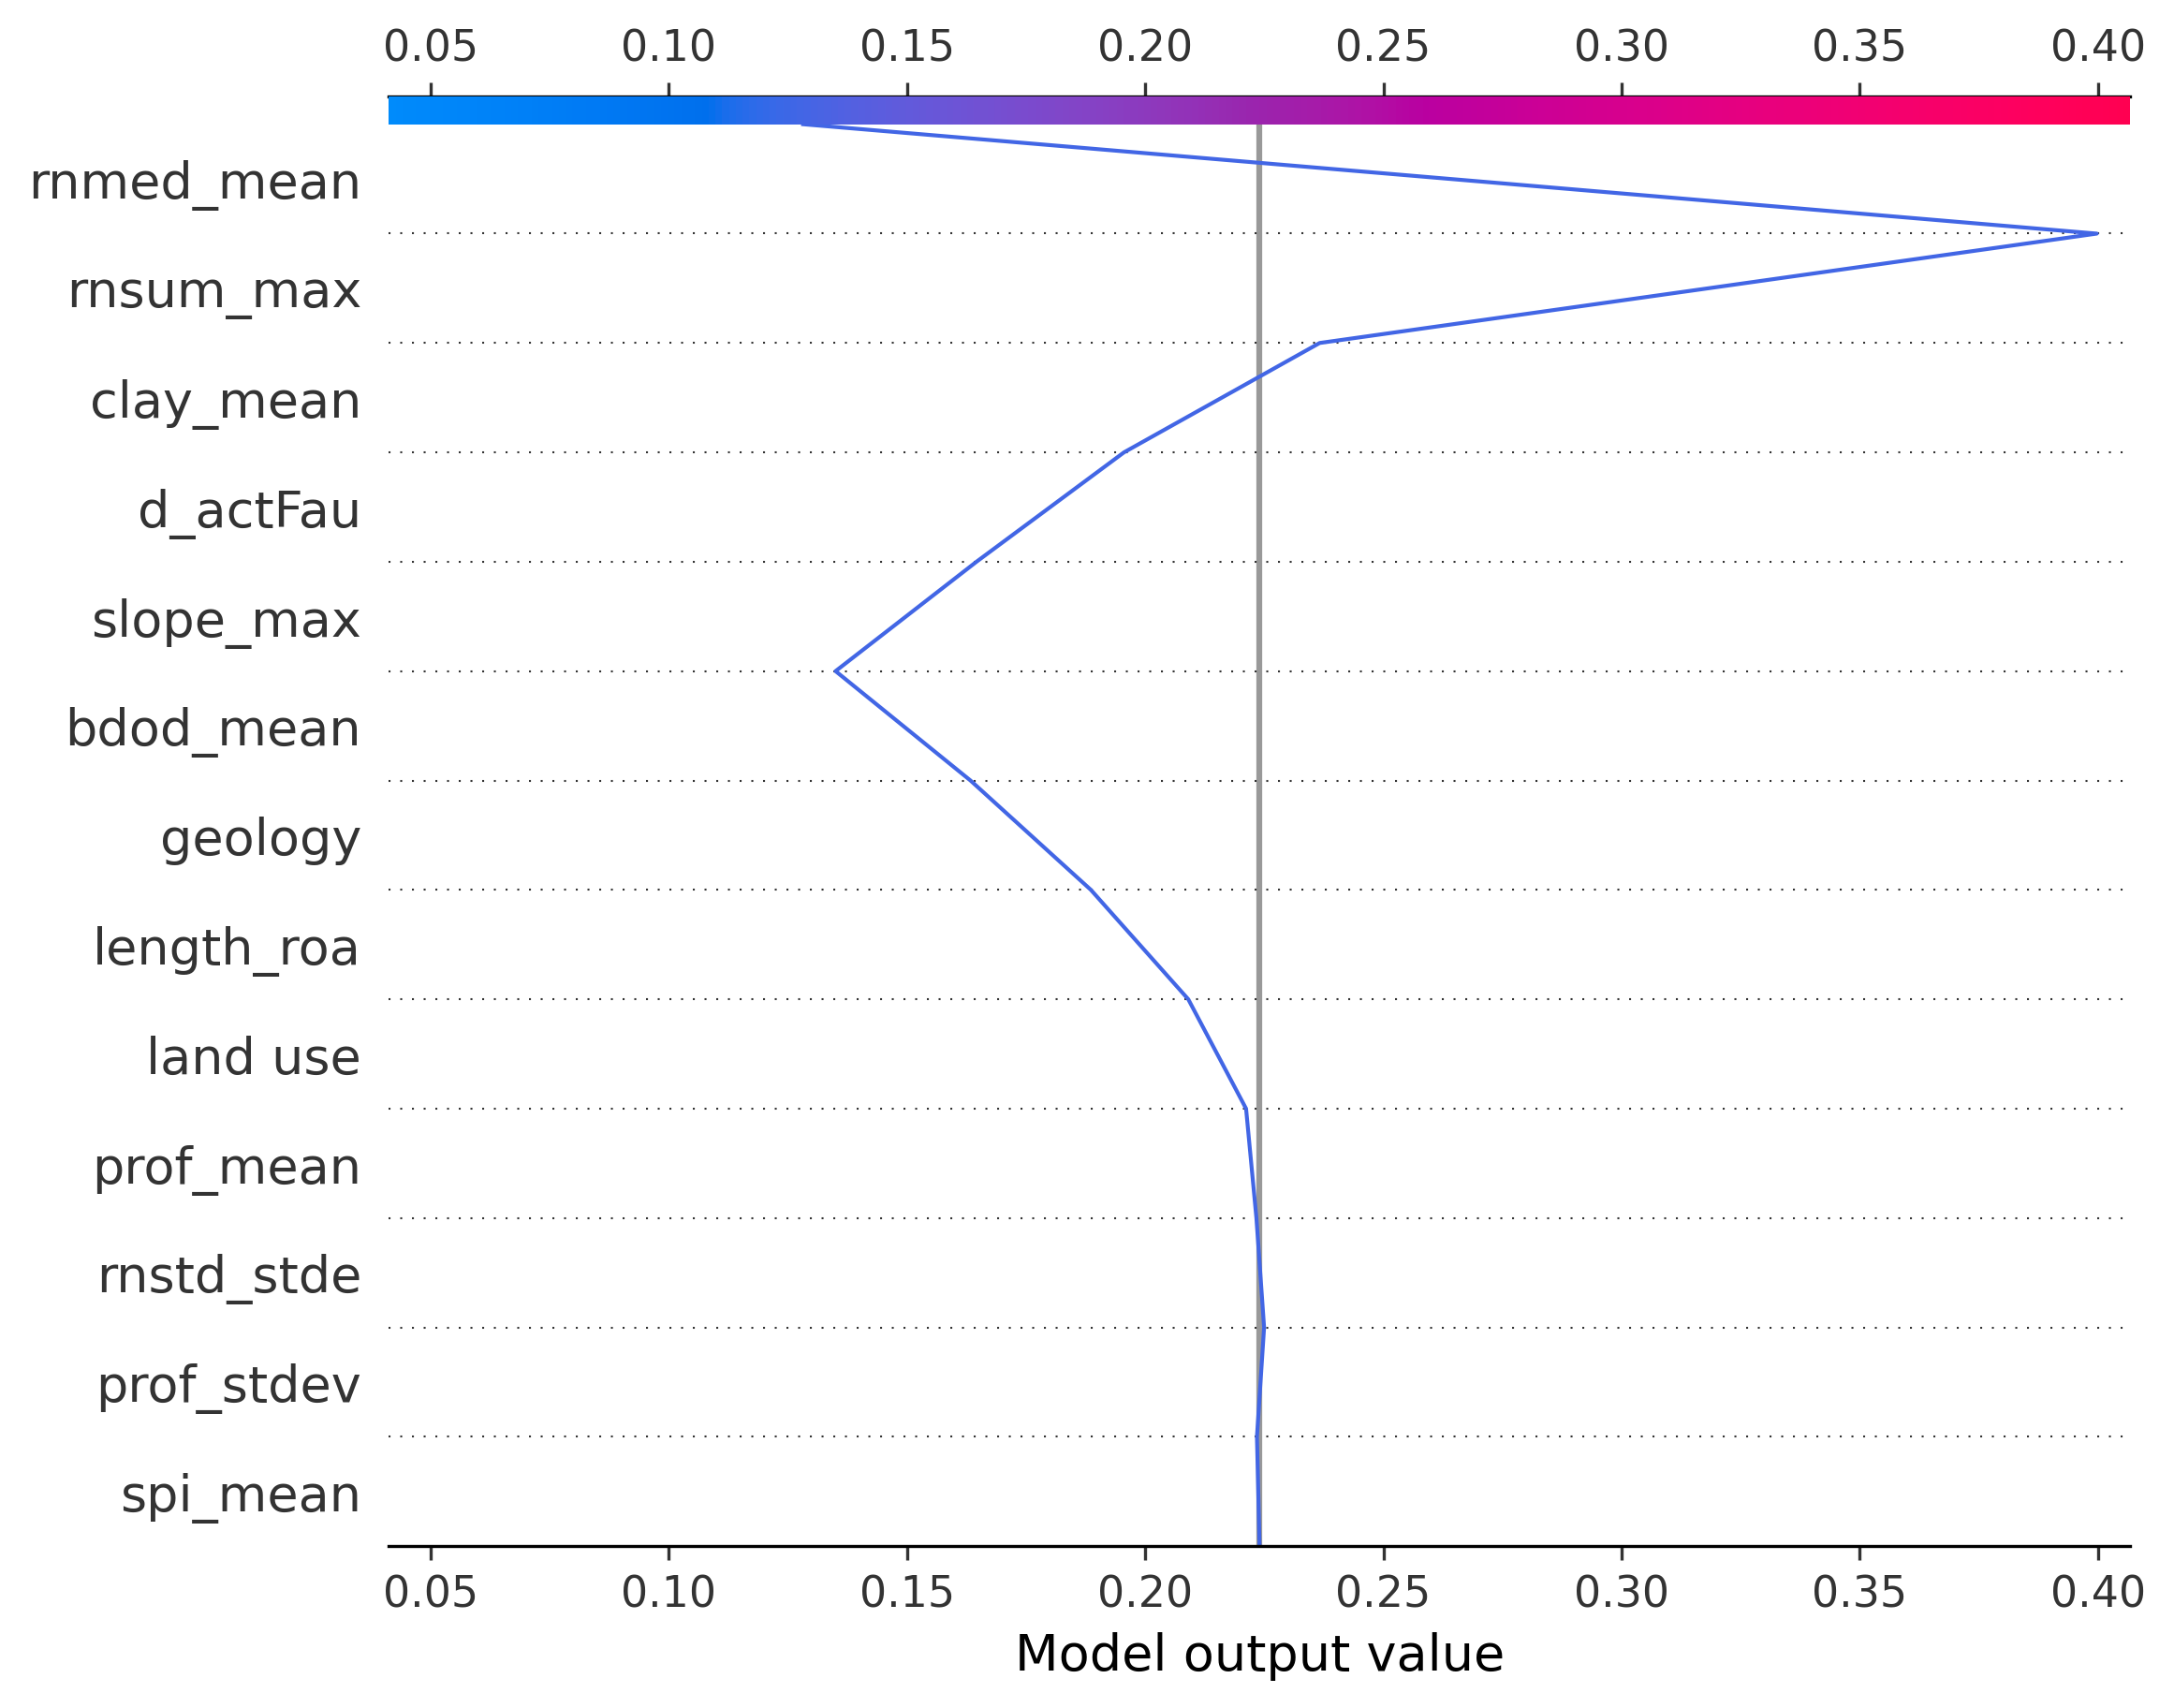 0.05 0.10 0.15 0.20 0.25 0.30 0.35 0.40
rnmed_mean
rnsum_max
clay_mean
d_actFau
slope_max
bdod_mean
geology
length_roa
land use
prof_mean
rnstd_stde
prof_stdev
spi_mean
0.05 0.10 0.15 0.20 0.25 0.30 0.35 0.40
Model output value